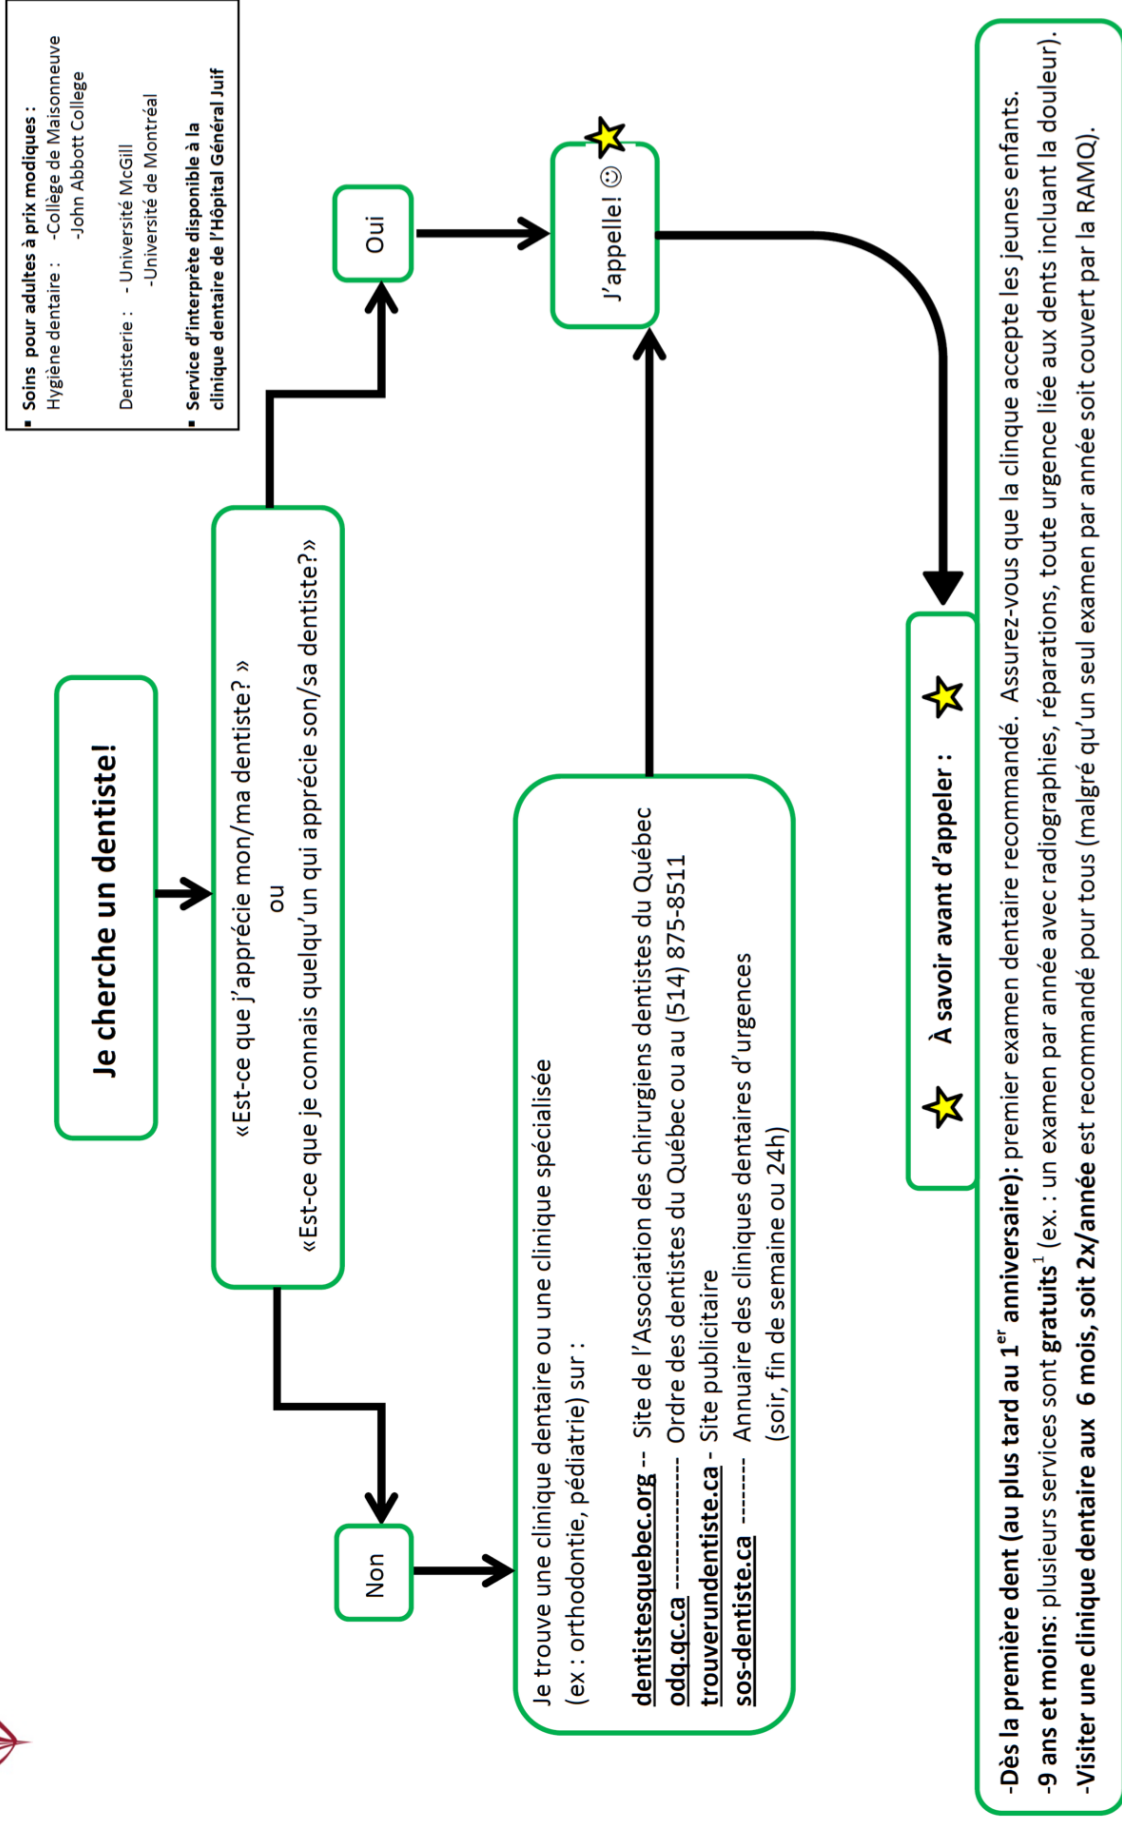 ▪ Soins pour adultes à prix modiques :
Hygiène dentaire : -Collège de Maisonneuve
-John Abbott College
Dentisterie : - Université McGill
-Université de Montréal
▪ Service d'interprète disponible à la
clinique dentaire de l'Hôpital Général Juif
Je cherche un dentiste!
«Est-ce que j'apprécie mon/ma dentiste? »
ou
«Est-ce que je connais quelqu'un qui apprécie son/sa dentiste?»
Non
Oui
Je trouve une clinique dentaire ou une clinique spécialisée
(ex : orthodontie, pédiatrie) sur :
dentistesquebec.org -- Site de l'Association des chirurgiens dentistes du Québec
odq.qc.ca ---------------- Ordre des dentistes du Québec ou au (514) 875-8511
trouverundentiste.ca - Site publicitaire
sos-dentiste.ca --------- Annuaire des cliniques dentaires d'urgences
(soir, fin de semaine ou 24h)
J'appelle! ☺
À savoir avant d'appeler :
-Dès la première dent (au plus tard au 1er anniversaire): premier examen dentaire recommandé. Assurez-vous que la clinque accepte les jeunes enfants.
-9 ans et moins: plusieurs services sont gratuits1 (ex. : un examen par année avec radiographies, réparations, toute urgence liée aux dents incluant la douleur).
-Visiter une clinique dentaire aux 6 mois, soit 2x/année est recommandé pour tous (malgré qu'un seul examen par année soit couvert par la RAMQ).